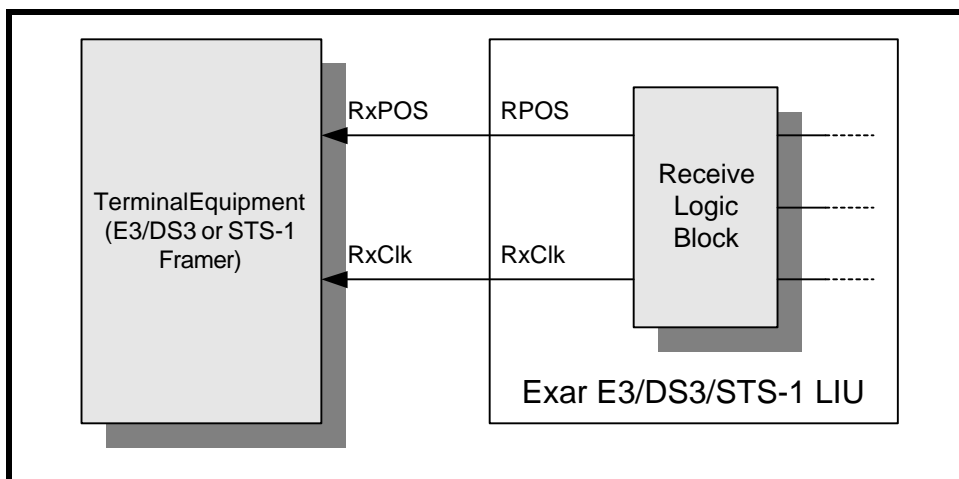 RxPOS
RPOS
TerminalEquipment
(E3/DS3 or STS-1
Framer)
Receive
Logic
Block
RxClk
RxClk
Exar E3/DS3/STS-1 LIU